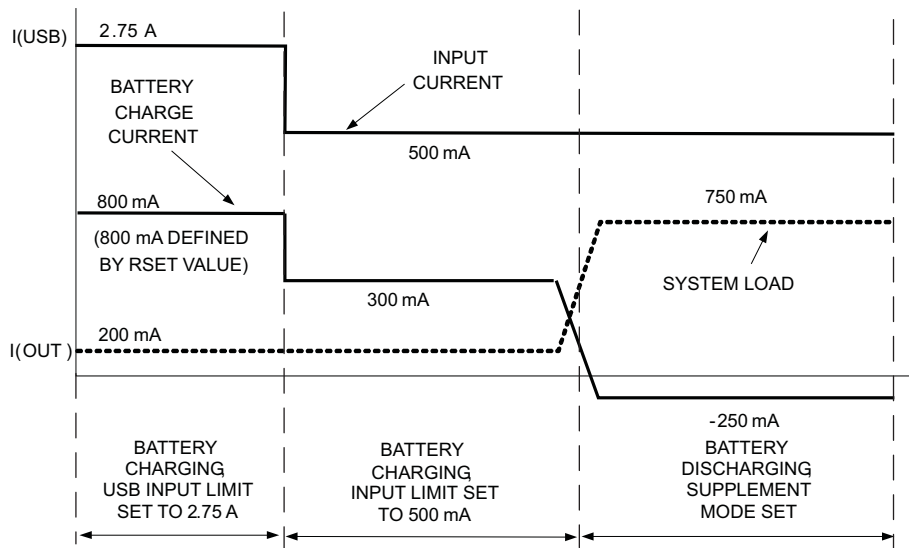 I(USB)
2.75 A
BATTERY
CHARGE
CURRENT
INPUT
CURRENT
500 mA
800 mA
(800 mA DEFINED
BY RSET VALUE)
750 mA
SYSTEM LOAD
300 mA
200 mA
I(OUT)
-250 mA
BATTERY
CHARGING,
USB INPUT LIMIT
SET TO 2.75 A
BATTERY
CHARGING,
INPUT LIMIT SET
TO 500 mA
BATTERY
DISCHARGING,
SUPPLEMENT
MODE SET